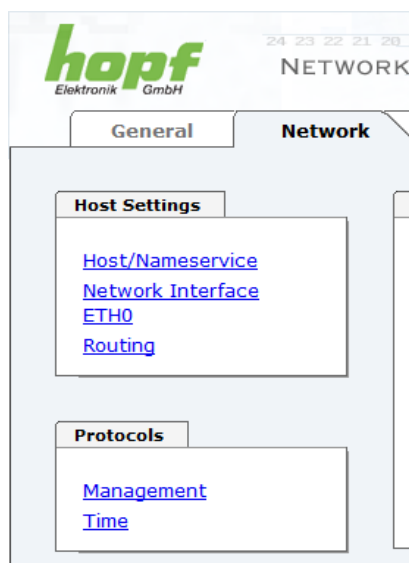 hopf
Elektronik GmbH
24 23 22 21 20
NETWORK
General
Network
Host Settings
Host/Nameservice
Network Interface
ETH0
Routing
Protocols
Management
Time